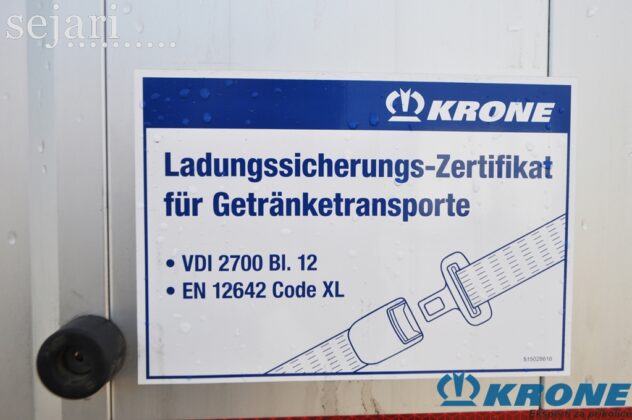 sejari..........
KRONE
Ladungssicherungs-Zertifikat
für Getränketransporte
• VDI 2700 Bl. 12
• EN 12642 Code XL
KRONE